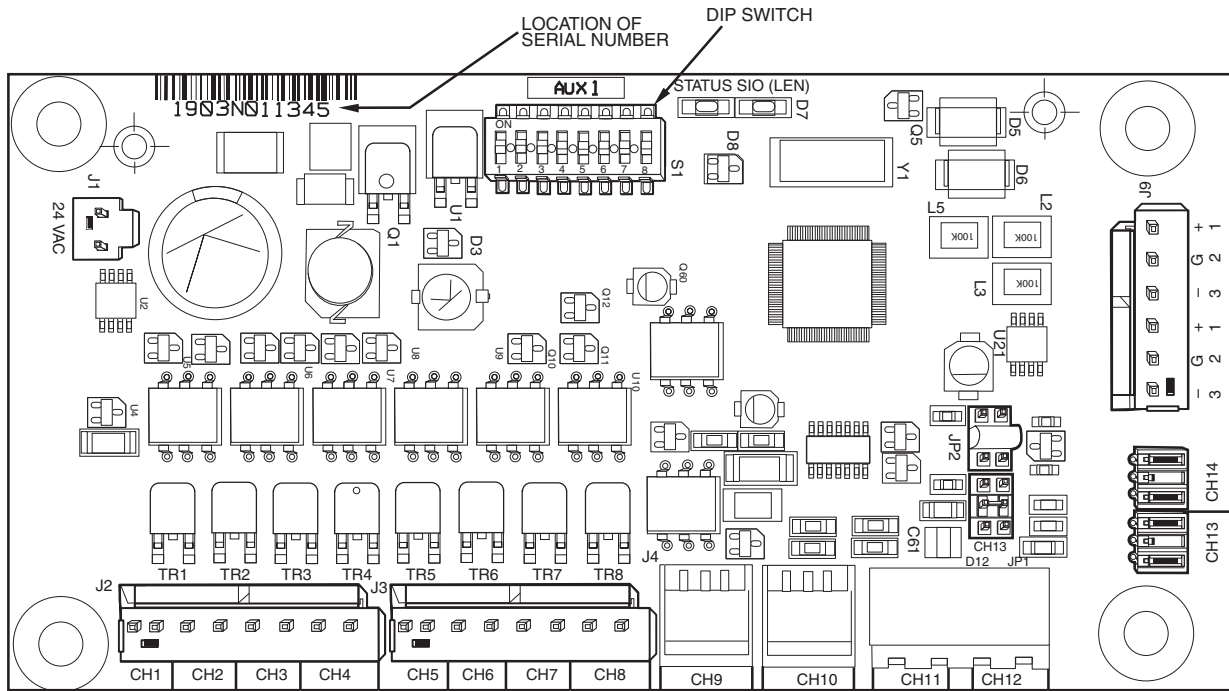 LOCATION OF
SERIAL NUMBER
DIP SWITCH
1903N011345
AUX 1
STATUS SIO (LEN)
D7
ON
1 2 3 4 5 6 7 8
S1
D8
Q5
D5
D6
Y1
J1
24 VAC
U1
Q1
D3
L5
L2
100K
100K
L3
100K
J9
+ 1
G 2
− 3
+ 1
G 2
− 3
U2
Q12
Q60
U5
U6
U7
U8
U9
Q10
Q11
U10
U21
U4
JP2
CH14
CH13
C61
CH13
D12
JP1
TR1
TR2
TR3
TR4
TR5
TR6
TR7
TR8
J4
J2
J3
CH1
CH2
CH3
CH4
CH5
CH6
CH7
CH8
CH9
CH10
CH11
CH12